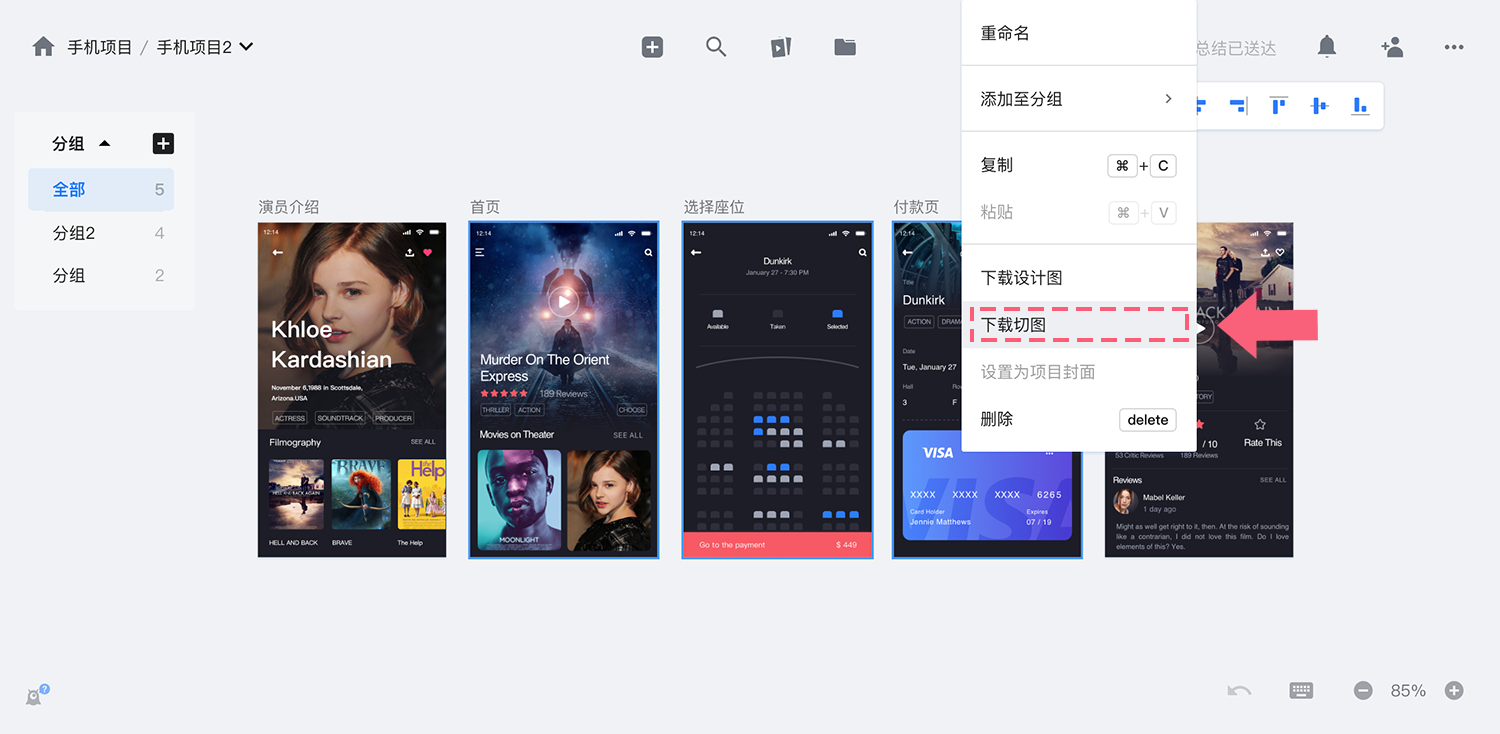 手机项目 / 手机项目2
总结已送达
分组
全部 5
分组2 4
分组 2
重命名
添加至分组
复制 ⌘ + C
粘贴 ⌘ + V
下载设计图
下载切图
设置为项目封面
删除 delete
演员介绍
12:14
Khloe
Kardashian
November 6,1988 in Scottsdale,
Arizona.USA
ACTRESS SOUNDTRACK PRODUCER
Filmography SEE ALL
HELL AND BACK AGAIN
BRAVE
the Help
HELL AND BACK BRAVE The Help
首页
12:14
Murder On The Orient
Express
189 Reviews
THRILLER ACTION CHOOSE
Movies on Theater SEE ALL
MOONLIGHT
选择座位
12:14
Dunkirk
January 27 - 7:30 PM
Available Taken Selected
Go to the payment $ 449
付款页
12:14
Title
Dunkirk
ACTION DRAMA
Date
Tue, January 27
Hall
3 F
VISA
XXXX XXXX XXXX 6265
Card Holder Expires
Jennie Matthews 07 / 19
BACK AGAIN
/ 10 Rate This
53 Critic Reviews 189 Reviews
Reviews SEE ALL
Mabel Keller
1 day ago
Might as well get right to it, then. At the risk of sounding
like a contrarian, I did not love this film. Do I love
elements of this? Yes.
? 85%